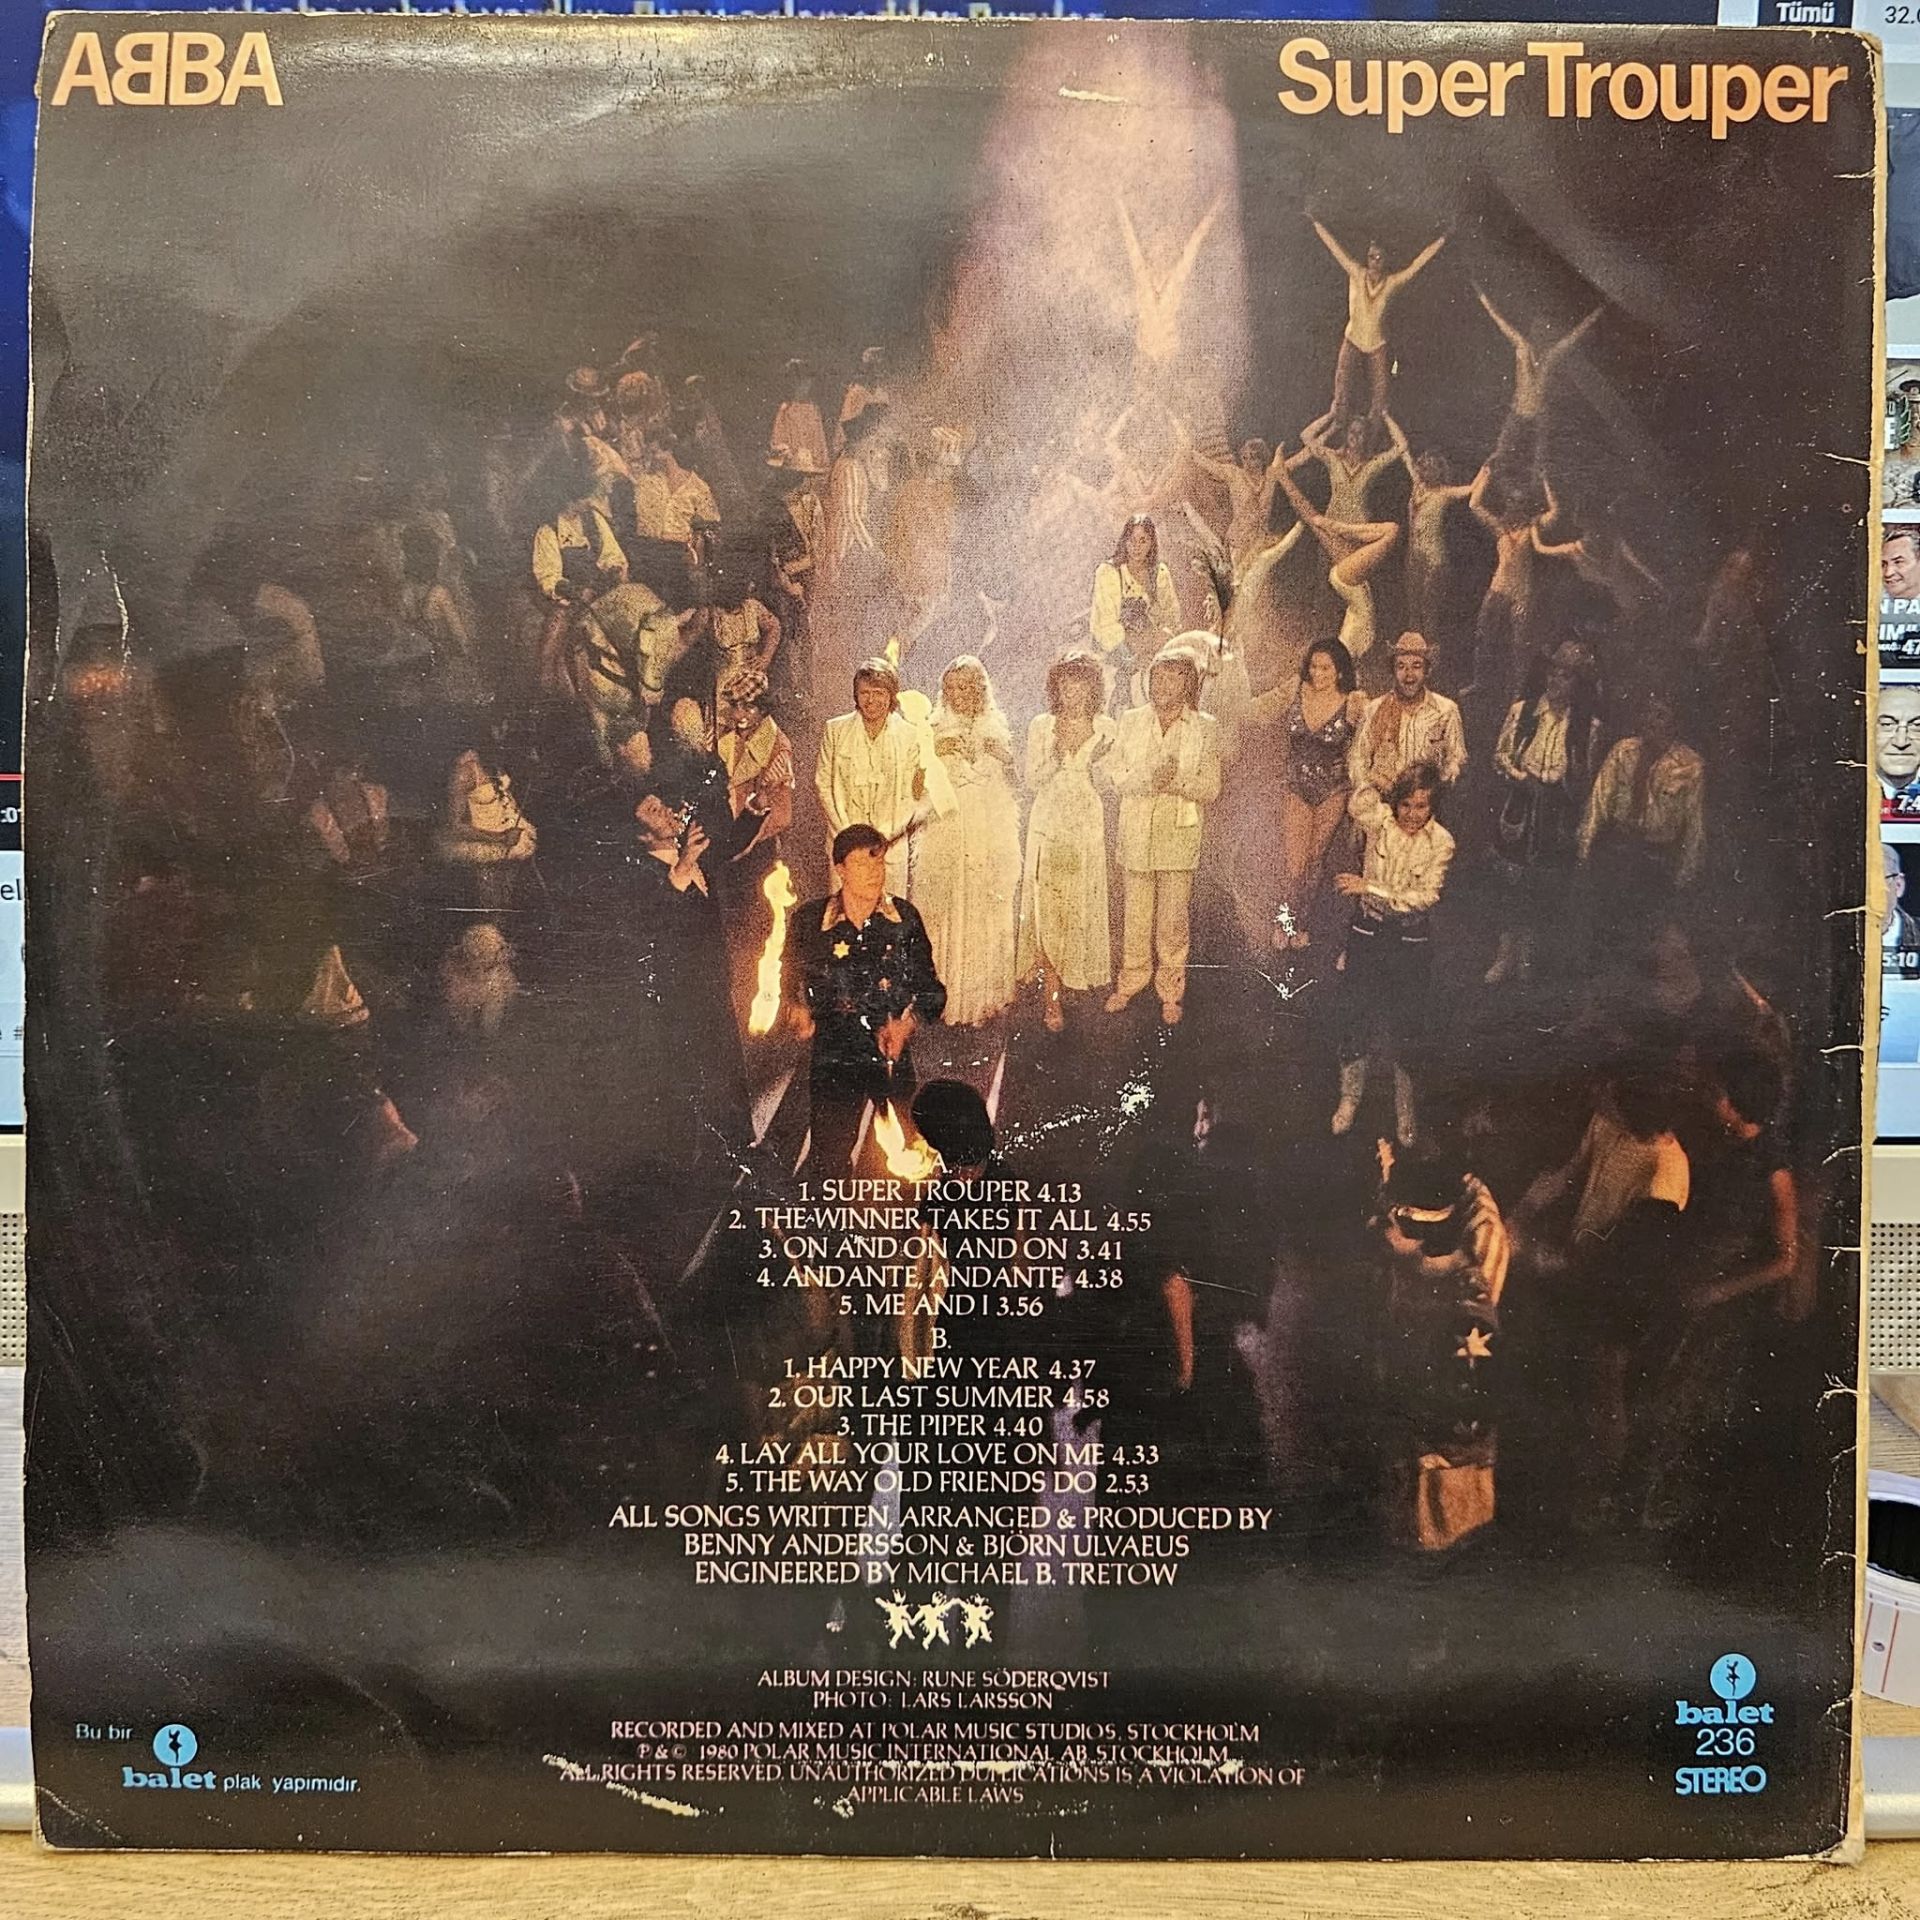 Tümü
32.
ABBA
Super Trouper
A
1. SUPER TROUPER 4.13
2. THE WINNER TAKES IT ALL 4.55
3. ON AND ON AND ON 3.41
4. ANDANTE, ANDANTE 4.38
5. ME AND I 3.56
B.
1. HAPPY NEW YEAR 4.37
2. OUR LAST SUMMER 4.58
3. THE PIPER 4.40
4. LAY ALL YOUR LOVE ON ME 4.33
5. THE WAY OLD FRIENDS DO 2.53
ALL SONGS WRITTEN, ARRANGED & PRODUCED BY
BENNY ANDERSSON & BJÖRN ULVAEUS
ENGINEERED BY MICHAEL B. TRETOW
ALBUM DESIGN: RUNE SÖDERQVIST
PHOTO: LARS LARSSON
RECORDED AND MIXED AT POLAR MUSIC STUDIOS, STOCKHOLM
℗ & © 1980 POLAR MUSIC INTERNATIONAL AB, STOCKHOLM
ALL RIGHTS RESERVED. UNAUTHORIZED DUPLICATIONS IS A VIOLATION OF
APPLICABLE LAWS
Bu bir
balet plak yapımıdır.
balet
236
STEREO